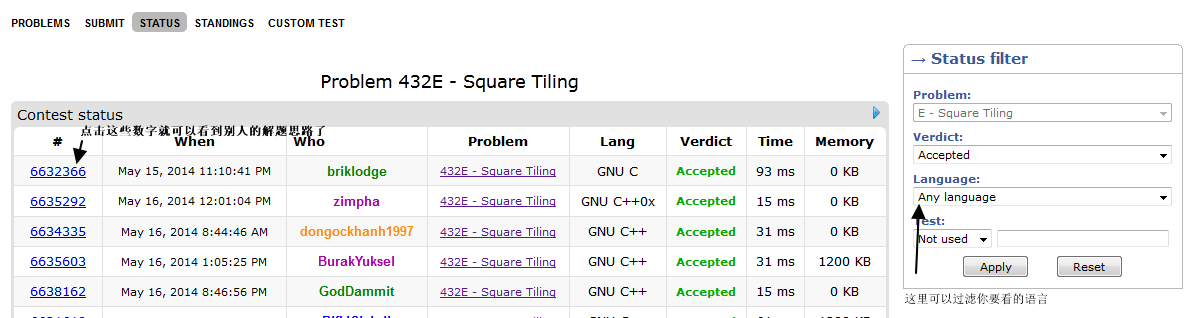 PROBLEMS SUBMIT STATUS STANDINGS CUSTOM TEST
Problem 432E - Square Tiling
Contest status
点击这些数字就可以看到别人的解题思路了
# When Who Problem Lang Verdict Time Memory
6632366 May 15, 2014 11:10:41 PM briklodge 432E - Square Tiling GNU C Accepted 93 ms 0 KB
6635292 May 16, 2014 12:01:04 PM zimpha 432E - Square Tiling GNU C++0x Accepted 15 ms 0 KB
6634335 May 16, 2014 8:44:46 AM dongockhanh1997 432E - Square Tiling GNU C++ Accepted 31 ms 0 KB
6635603 May 16, 2014 1:05:25 PM BurakYuksel 432E - Square Tiling GNU C++ Accepted 31 ms 1200 KB
6638162 May 16, 2014 8:46:56 PM GodDammit 432E - Square Tiling GNU C++ Accepted 15 ms 0 KB
→ Status filter
Problem:
E - Square Tiling
Verdict:
Accepted
Language:
Any language
Test:
Not used
Apply Reset
这里可以过滤你要看的语言